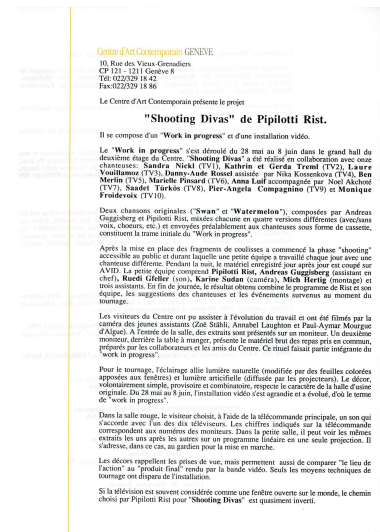 Centre d'Art Contemporain GENEVE
10, Rue des Vieux-Grenadiers
CP 121 - 1211 Genève 8
Tél: 022/329 18 42
Fax:022/329 18 86
Le Centre d'Art Contemporain présente le projet
"Shooting Divas" de Pipilotti Rist.
Il se compose d'un "Work in progress" et d'une installation vidéo.
Le "Work in progress" s'est déroulé du 28 mai au 8 juin dans le grand hall du
deuxième étage du Centre. "Shooting Divas" a été réalisé en collaboration avec onze
chanteuses: Sandra Nickl (TV1), Kathrin et Gerda Treml (TV2), Laure
Vouillamoz (TV3), Danny-Aude Rossel assistée par Nika Kossenkova (TV4), Ben
Merlin (TV5), Marielle Pinsard (TV6), Anna Luif accompagnée par Noel Akchoté
(TV7), Saadet Türkös (TV8), Pier-Angela Compagnino (TV9) et Monique
Froidevoix (TV10).
Deux chansons originales ("Swan" et "Watermelon"), composées par Andreas
Guggisberg et Pipilotti Rist, mixées chacune en quatre versions différentes (avec/sans
voix, choeurs, etc.) et envoyées préalablement aux chanteuses sous forme de cassette,
constituent la trame initiale du "Work in progress".
Après la mise en place des fragments de coulisses a commencé la phase "shooting"
accessible au public et durant laquelle une petite équipe a travaillé chaque jour avec une
chanteuse différente. Pendant la nuit, le matériel enregistré jour après jour est coupé sur
AVID. La petite équipe comprend Pipilotti Rist, Andreas Guggisberg (assistant en
chef), Ruedi Gfeller (son), Karine Sudan (caméra), Mich Hertig (montage) et
trois assistants. En fin de journée, le résultat obtenu combine le programme de Rist et son
équipe, les suggestions des chanteuses et les événements survenus au moment du
tournage.
Les visiteurs du Centre ont pu assister à l'évolution du travail et ont été filmés par la
caméra des jeunes assistants (Zoë Stähli, Annabel Laughton et Paul-Aymar Mourgue
d'Algue). A l'entrée de la salle, des extraits sont présentés sur un moniteur. Un deuxième
moniteur, derrière la table à manger, présente le matériel brut des repas pris en commun,
préparés par les collaborateurs et les amis du Centre. Ce rituel faisait partie intégrante du
"work in progress".
Pour le tournage, l'éclairage allie lumière naturelle (modifiée par des feuilles colorées
apposées aux fenêtres) et lumière artificielle (diffusée par les projecteurs). Le décor,
volontairement simple, provisoire et combinatoire, respecte le caractère de la halle d'usine
originale. Du 28 mai au 8 juin, l'installation vidéo s'est agrandie et a évolué, d'où le terme
de "work in progress".
Dans la salle rouge, le visiteur choisit, à l'aide de la télécommande principale, un son qui
s'accorde avec l'un des dix téléviseurs. Les chiffres indiqués sur la télécommande
correspondent aux numéros des moniteurs. Dans la petite salle, il peut voir les mêmes
extraits les uns après les autres sur un programme linéaire en une seule projection. Il
s'adresse, dans ce cas, au gardien pour la mise en marche.
Les décors rappellent les prises de vue, mais permettent aussi de comparer "le lieu de
l'action" au "produit final" rendu par la bande vidéo. Seuls les moyens techniques de
tournage ont disparu de l'installation.
Si la télévision est souvent considérée comme une fenêtre ouverte sur le monde, le chemin
choisi par Pipilotti Rist pour "Shooting Divas" est quasiment inverti.